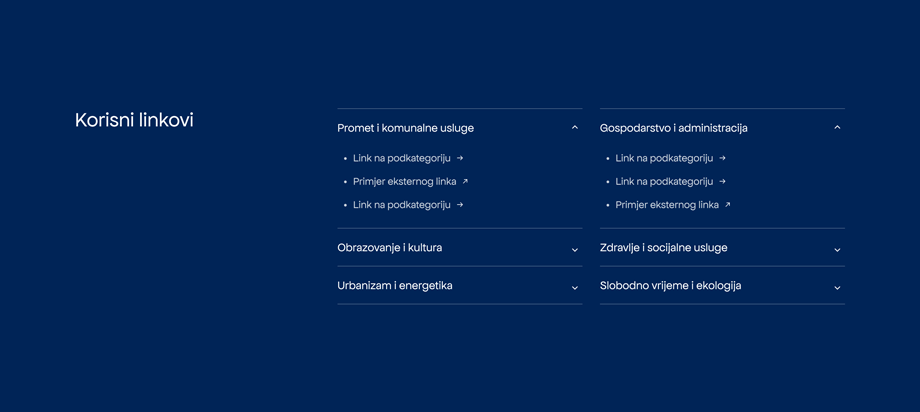 Korisni linkovi
Promet i komunalne usluge
Link na podkategoriju →
Primjer eksternog linka ↗
Link na podkategoriju →
Obrazovanje i kultura
Urbanizam i energetika
Gospodarstvo i administracija
Link na podkategoriju →
Link na podkategoriju →
Primjer eksternog linka ↗
Zdravlje i socijalne usluge
Slobodno vrijeme i ekologija